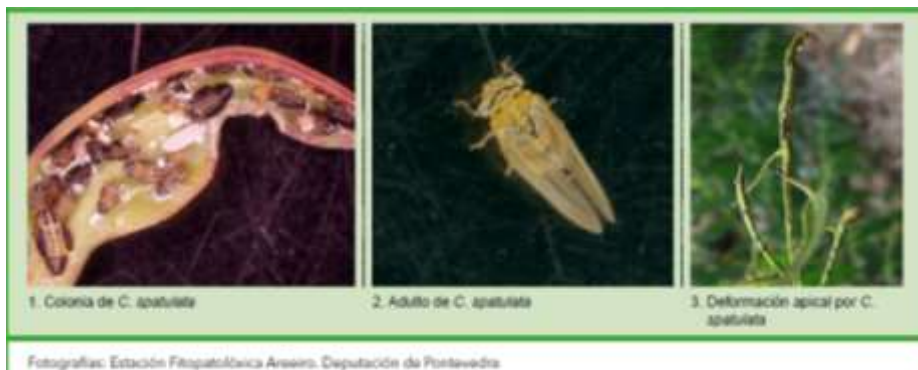 1. Colonia de C. spatulata
2. Adulto de C. spatulata
3. Deformación apical por C.
spatulata
Fotografías: Estación Fitopatolóxica Areeiro. Deputación de Pontevedra